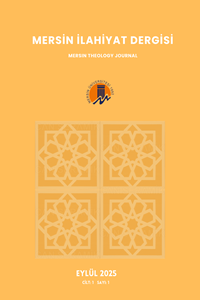 MERSİN İLAHİYAT DERGİSİ
MERSIN THEOLOGY JOURNAL
EYLÜL 2025